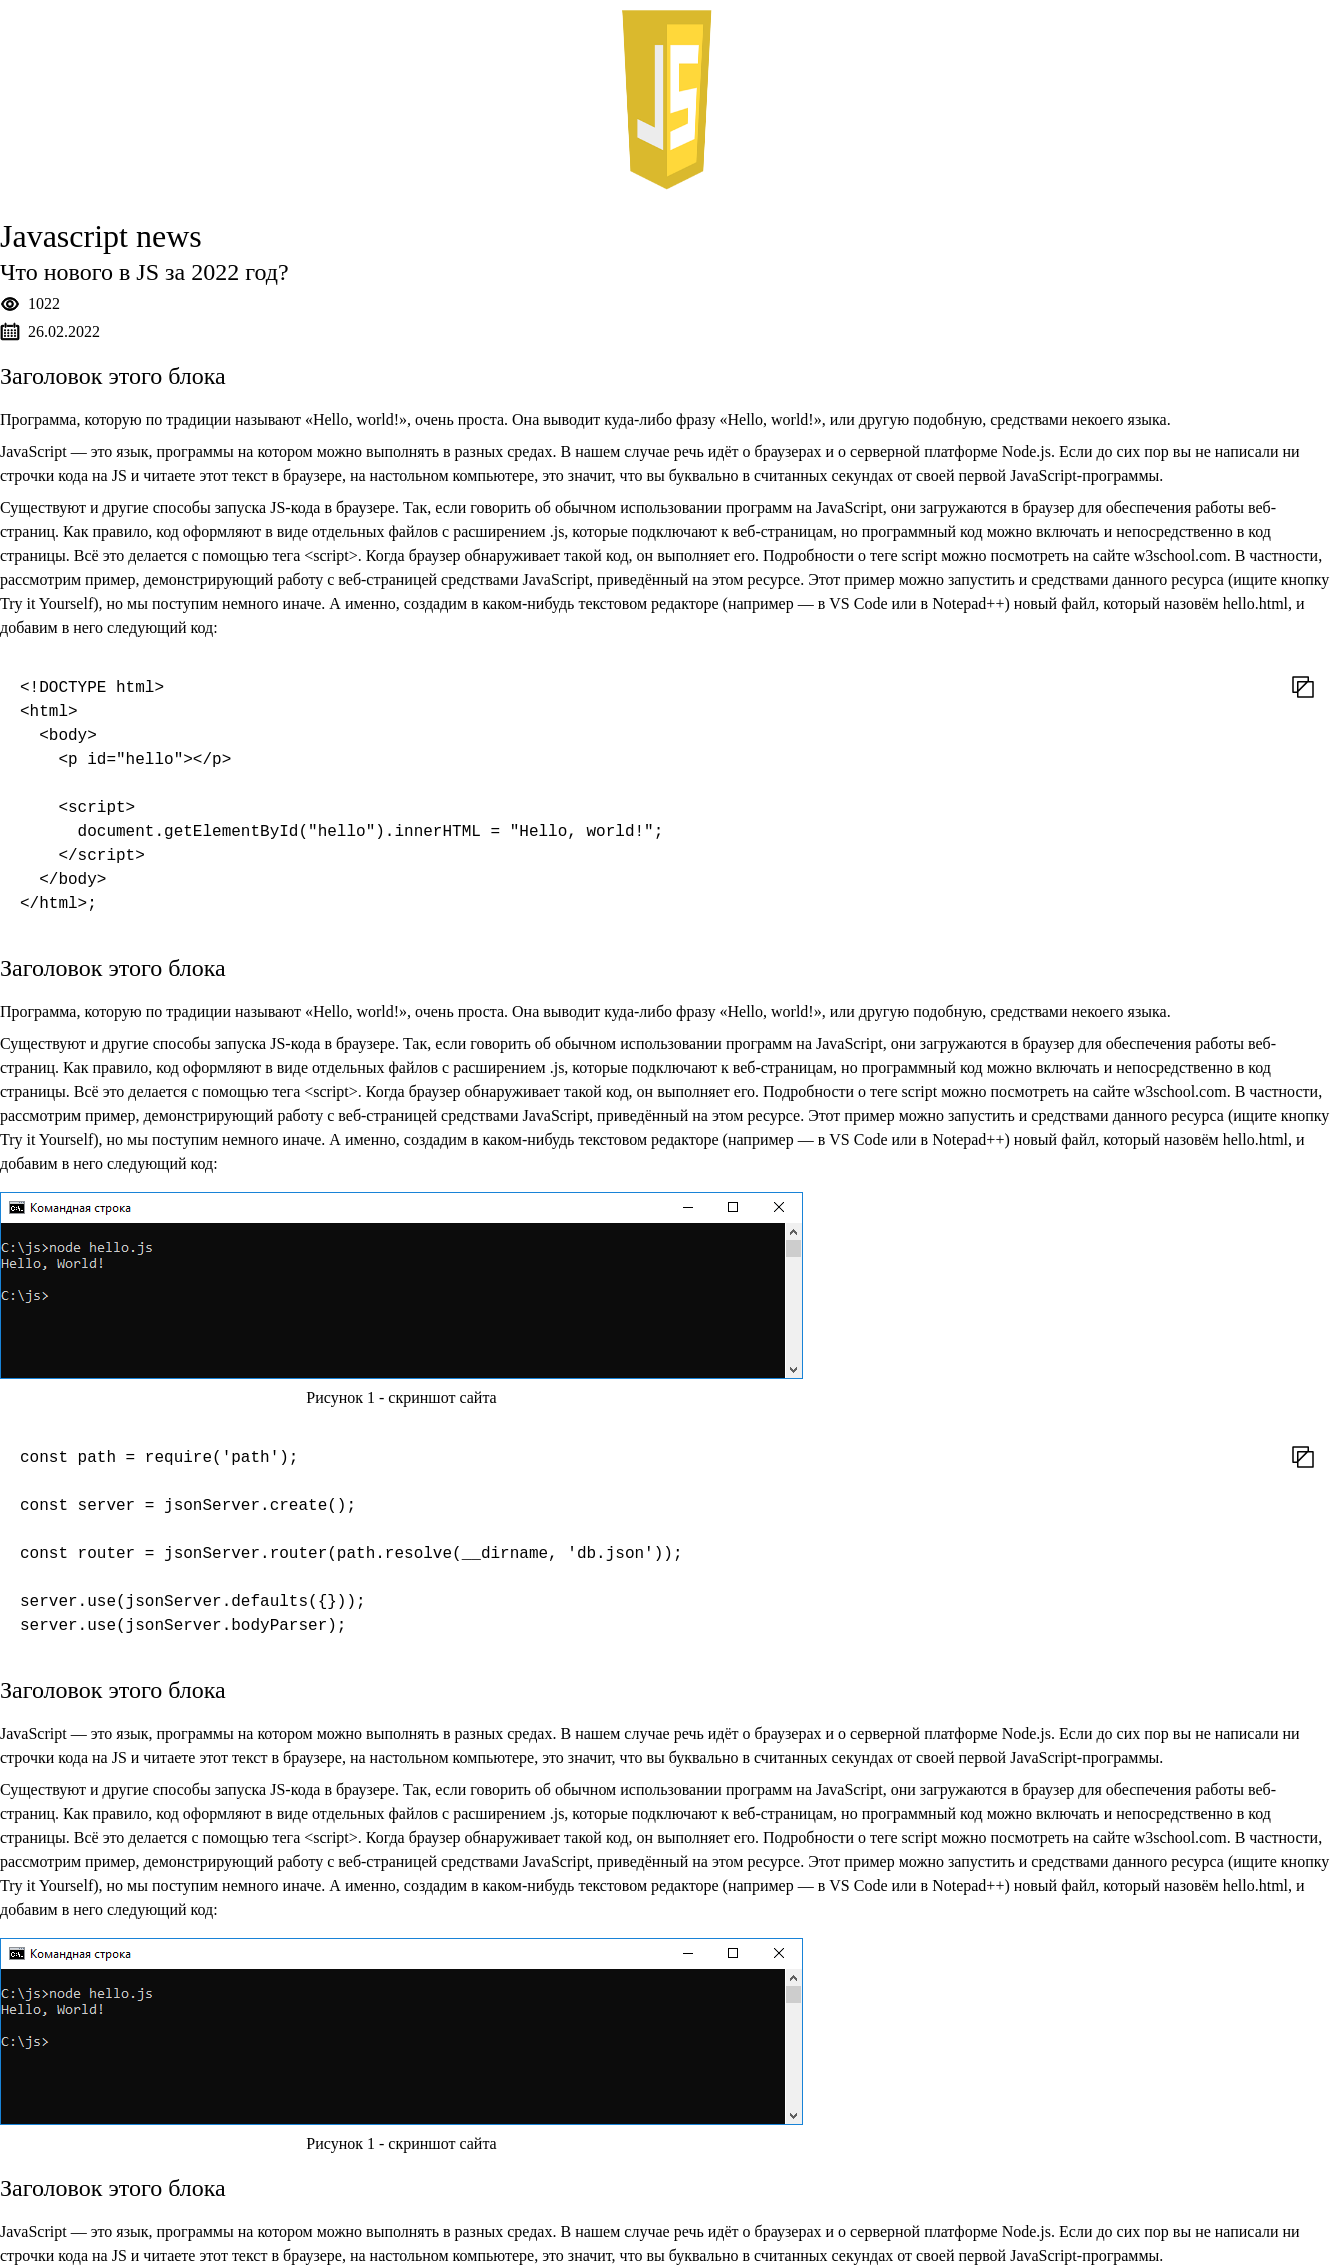 JS
Javascript news
Что нового в JS за 2022 год?
1022
26.02.2022
Заголовок этого блока
Программа, которую по традиции называют «Hello, world!», очень проста. Она выводит куда-либо фразу «Hello, world!», или другую подобную, средствами некоего языка.
JavaScript — это язык, программы на котором можно выполнять в разных средах. В нашем случае речь идёт о браузерах и о серверной платформе Node.js. Если до сих пор вы не написали ни
строчки кода на JS и читаете этот текст в браузере, на настольном компьютере, это значит, что вы буквально в считанных секундах от своей первой JavaScript-программы.
Существуют и другие способы запуска JS-кода в браузере. Так, если говорить об обычном использовании программ на JavaScript, они загружаются в браузер для обеспечения работы веб-
страниц. Как правило, код оформляют в виде отдельных файлов с расширением .js, которые подключают к веб-страницам, но программный код можно включать и непосредственно в код
страницы. Всё это делается с помощью тега <script>. Когда браузер обнаруживает такой код, он выполняет его. Подробности о теге script можно посмотреть на сайте w3school.com. В частности,
рассмотрим пример, демонстрирующий работу с веб-страницей средствами JavaScript, приведённый на этом ресурсе. Этот пример можно запустить и средствами данного ресурса (ищите кнопку
Try it Yourself), но мы поступим немного иначе. А именно, создадим в каком-нибудь текстовом редакторе (например — в VS Code или в Notepad++) новый файл, который назовём hello.html, и
добавим в него следующий код:
<!DOCTYPE html>
<html>
  <body>
    <p id="hello"></p>
    <script>
      document.getElementById("hello").innerHTML = "Hello, world!";
    </script>
  </body>
</html>;
Заголовок этого блока
Программа, которую по традиции называют «Hello, world!», очень проста. Она выводит куда-либо фразу «Hello, world!», или другую подобную, средствами некоего языка.
Существуют и другие способы запуска JS-кода в браузере. Так, если говорить об обычном использовании программ на JavaScript, они загружаются в браузер для обеспечения работы веб-
страниц. Как правило, код оформляют в виде отдельных файлов с расширением .js, которые подключают к веб-страницам, но программный код можно включать и непосредственно в код
страницы. Всё это делается с помощью тега <script>. Когда браузер обнаруживает такой код, он выполняет его. Подробности о теге script можно посмотреть на сайте w3school.com. В частности,
рассмотрим пример, демонстрирующий работу с веб-страницей средствами JavaScript, приведённый на этом ресурсе. Этот пример можно запустить и средствами данного ресурса (ищите кнопку
Try it Yourself), но мы поступим немного иначе. А именно, создадим в каком-нибудь текстовом редакторе (например — в VS Code или в Notepad++) новый файл, который назовём hello.html, и
добавим в него следующий код:
Командная строка
C:\js>node hello.js
Hello, World!
C:\js>
Рисунок 1 - скриншот сайта
const path = require('path');
const server = jsonServer.create();
const router = jsonServer.router(path.resolve(__dirname, 'db.json'));
server.use(jsonServer.defaults({}));
server.use(jsonServer.bodyParser);
Заголовок этого блока
JavaScript — это язык, программы на котором можно выполнять в разных средах. В нашем случае речь идёт о браузерах и о серверной платформе Node.js. Если до сих пор вы не написали ни
строчки кода на JS и читаете этот текст в браузере, на настольном компьютере, это значит, что вы буквально в считанных секундах от своей первой JavaScript-программы.
Существуют и другие способы запуска JS-кода в браузере. Так, если говорить об обычном использовании программ на JavaScript, они загружаются в браузер для обеспечения работы веб-
страниц. Как правило, код оформляют в виде отдельных файлов с расширением .js, которые подключают к веб-страницам, но программный код можно включать и непосредственно в код
страницы. Всё это делается с помощью тега <script>. Когда браузер обнаруживает такой код, он выполняет его. Подробности о теге script можно посмотреть на сайте w3school.com. В частности,
рассмотрим пример, демонстрирующий работу с веб-страницей средствами JavaScript, приведённый на этом ресурсе. Этот пример можно запустить и средствами данного ресурса (ищите кнопку
Try it Yourself), но мы поступим немного иначе. А именно, создадим в каком-нибудь текстовом редакторе (например — в VS Code или в Notepad++) новый файл, который назовём hello.html, и
добавим в него следующий код:
Командная строка
C:\js>node hello.js
Hello, World!
C:\js>
Рисунок 1 - скриншот сайта
Заголовок этого блока
JavaScript — это язык, программы на котором можно выполнять в разных средах. В нашем случае речь идёт о браузерах и о серверной платформе Node.js. Если до сих пор вы не написали ни
строчки кода на JS и читаете этот текст в браузере, на настольном компьютере, это значит, что вы буквально в считанных секундах от своей первой JavaScript-программы.